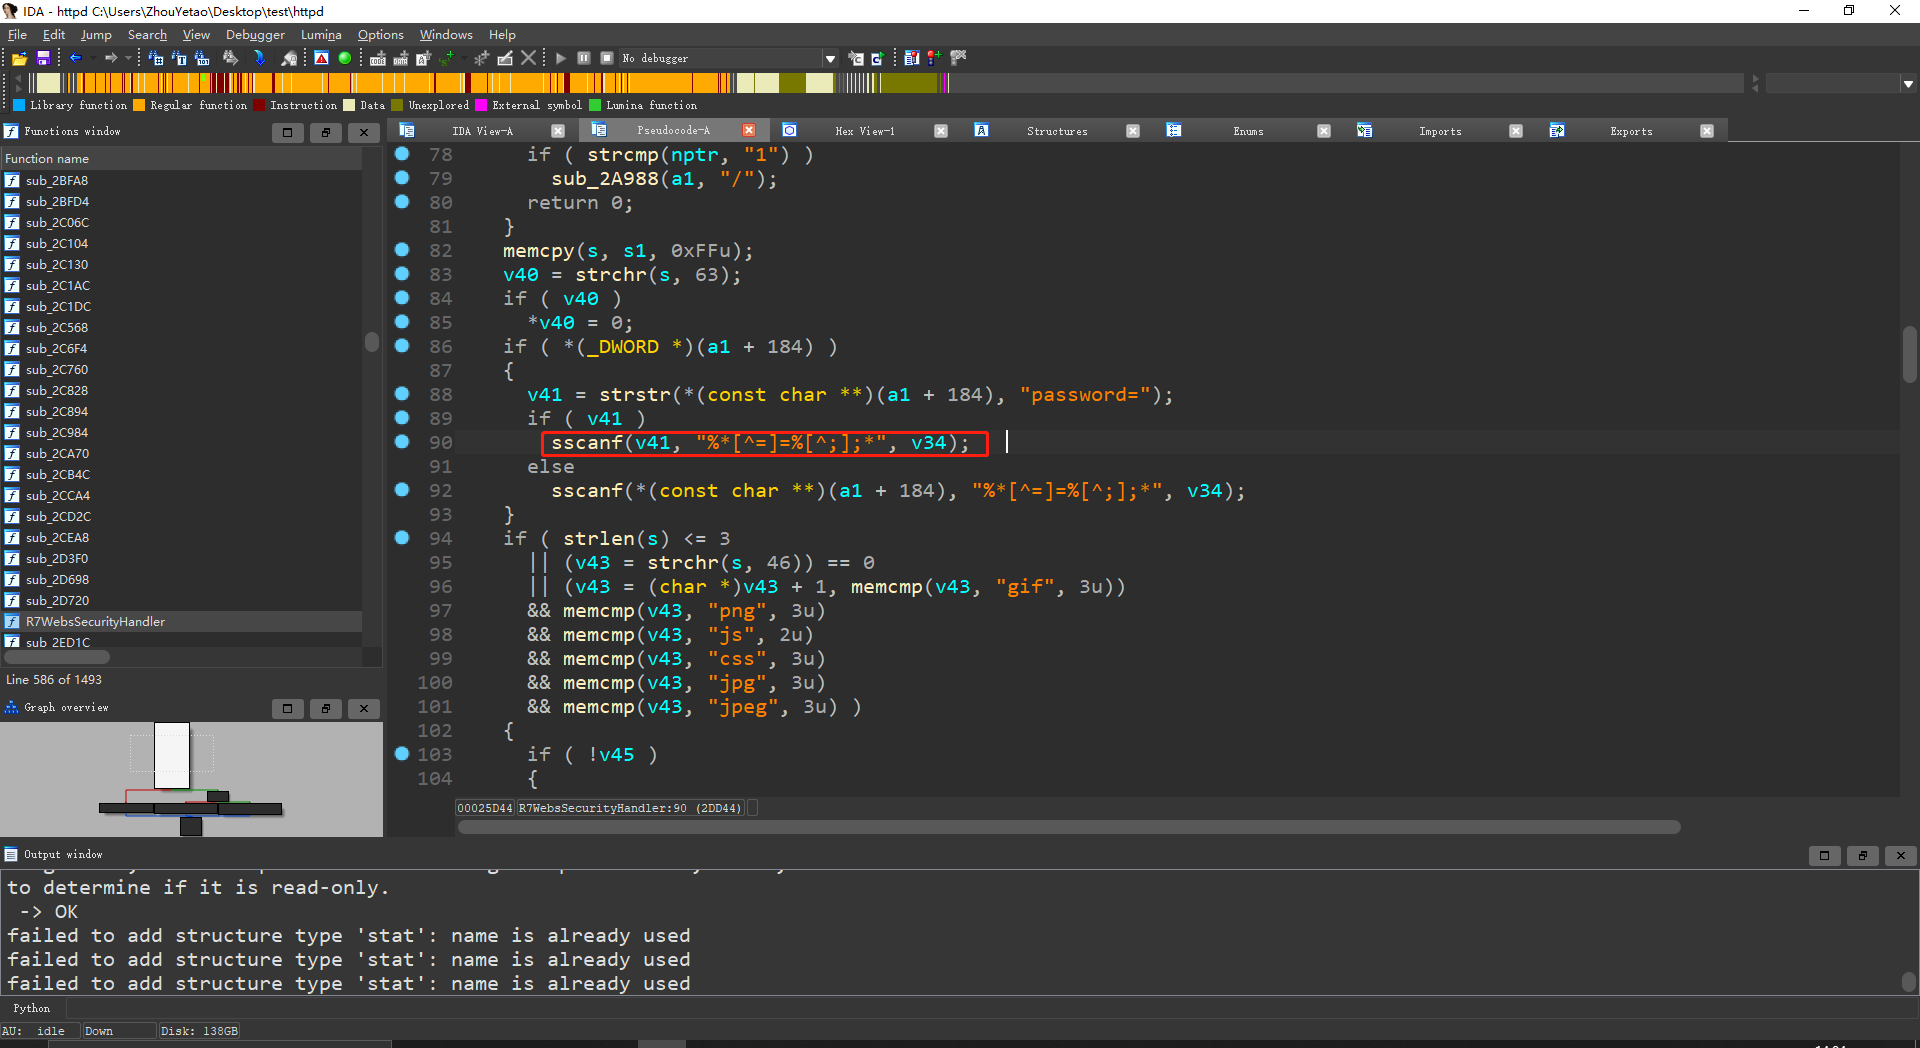 IDA - httpd C:\Users\ZhouYetao\Desktop\test\httpd
File Edit Jump Search View Debugger Lumina Options Windows Help
No debugger
Library function Regular function Instruction Data Unexplored External symbol Lumina function
Functions window
IDA View-A Pseudocode-A Hex View-1 Structures Enums Imports Exports
Function name
sub_2BFA8
sub_2BFD4
sub_2C06C
sub_2C104
sub_2C130
sub_2C1AC
sub_2C1DC
sub_2C568
sub_2C6F4
sub_2C760
sub_2C828
sub_2C894
sub_2C984
sub_2CA70
sub_2CB4C
sub_2CCA4
sub_2CD2C
sub_2CEA8
sub_2D3F0
sub_2D698
sub_2D720
R7WebsSecurityHandler
sub_2ED1C
Line 586 of 1493
Graph overview
78 if ( strcmp(nptr, "1") )
79 sub_2A988(a1, "/");
80 return 0;
81 }
82 memcpy(s, s1, 0xFFu);
83 v40 = strchr(s, 63);
84 if ( v40 )
85 *v40 = 0;
86 if ( *(_DWORD *)(a1 + 184) )
87 {
88 v41 = strstr(*(const char **)(a1 + 184), "password=");
89 if ( v41 )
90 sscanf(v41, "%*[^=]=%[^;];*", v34);
91 else
92 sscanf(*(const char **)(a1 + 184), "%*[^=]=%[^;];*", v34);
93 }
94 if ( strlen(s) <= 3
95 || (v43 = strchr(s, 46)) == 0
96 || (v43 = (char *)v43 + 1, memcmp(v43, "gif", 3u))
97 && memcmp(v43, "png", 3u)
98 && memcmp(v43, "js", 2u)
99 && memcmp(v43, "css", 3u)
100 && memcmp(v43, "jpg", 3u)
101 && memcmp(v43, "jpeg", 3u) )
102 {
103 if ( !v45 )
104 {
00025D44 R7WebsSecurityHandler:90 (2DD44)
Output window
to determine if it is read-only.
-> OK
failed to add structure type 'stat': name is already used
failed to add structure type 'stat': name is already used
failed to add structure type 'stat': name is already used
Python
AU: idle Down Disk: 138GB